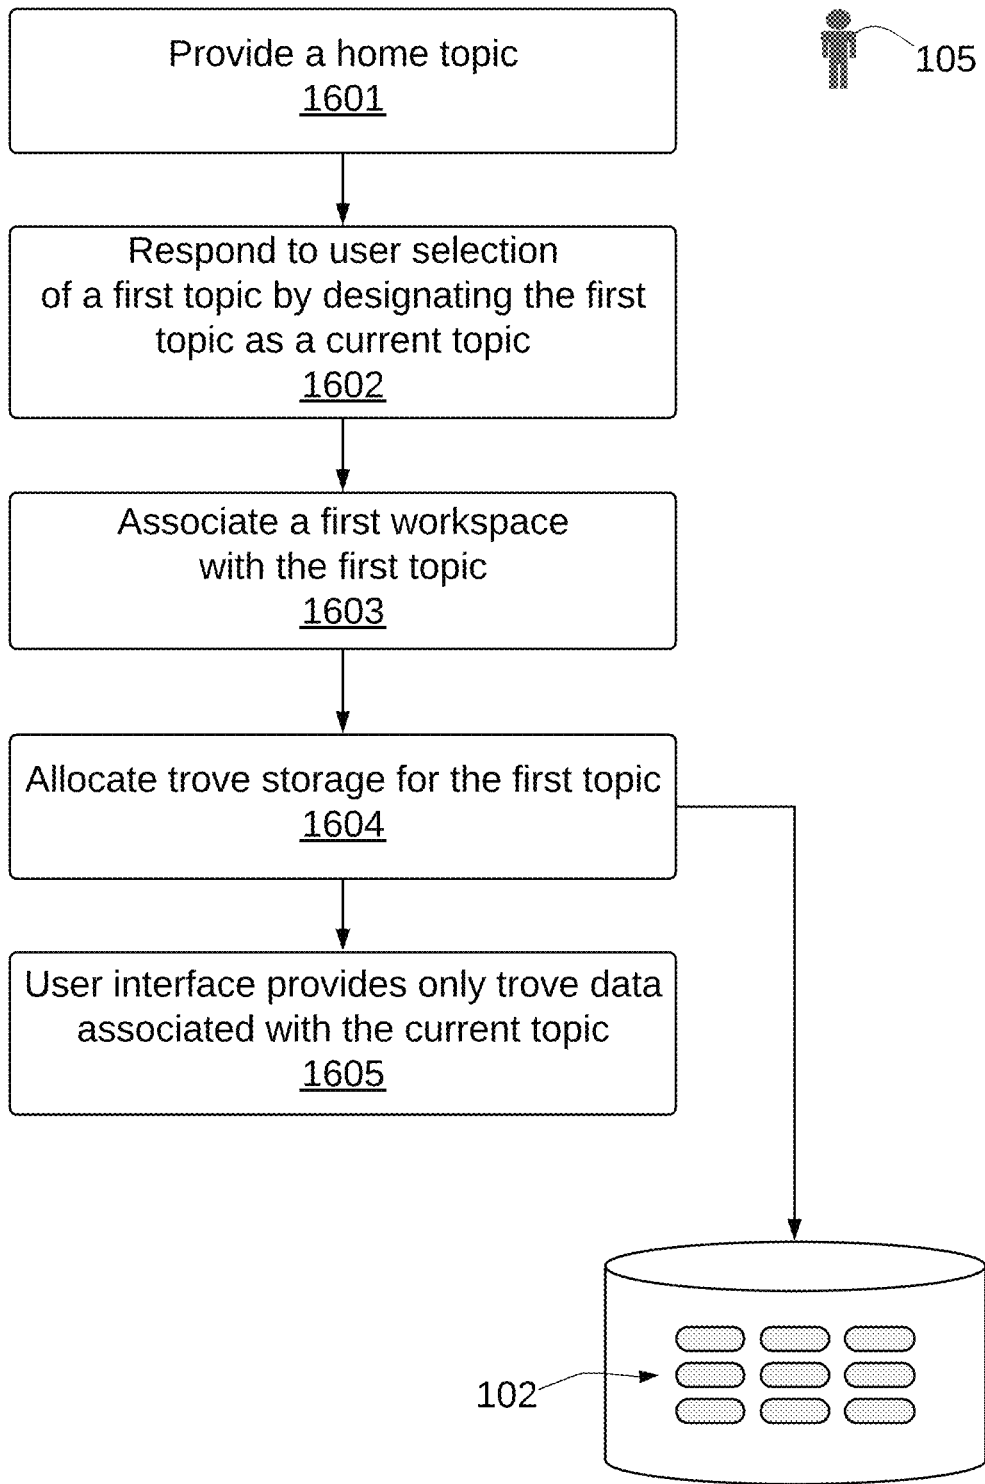 Provide a home topic
1601
105
Respond to user selection
of a first topic by designating the first
topic as a current topic
1602
Associate a first workspace
with the first topic
1603
Allocate trove storage for the first topic
1604
User interface provides only trove data
associated with the current topic
1605
102